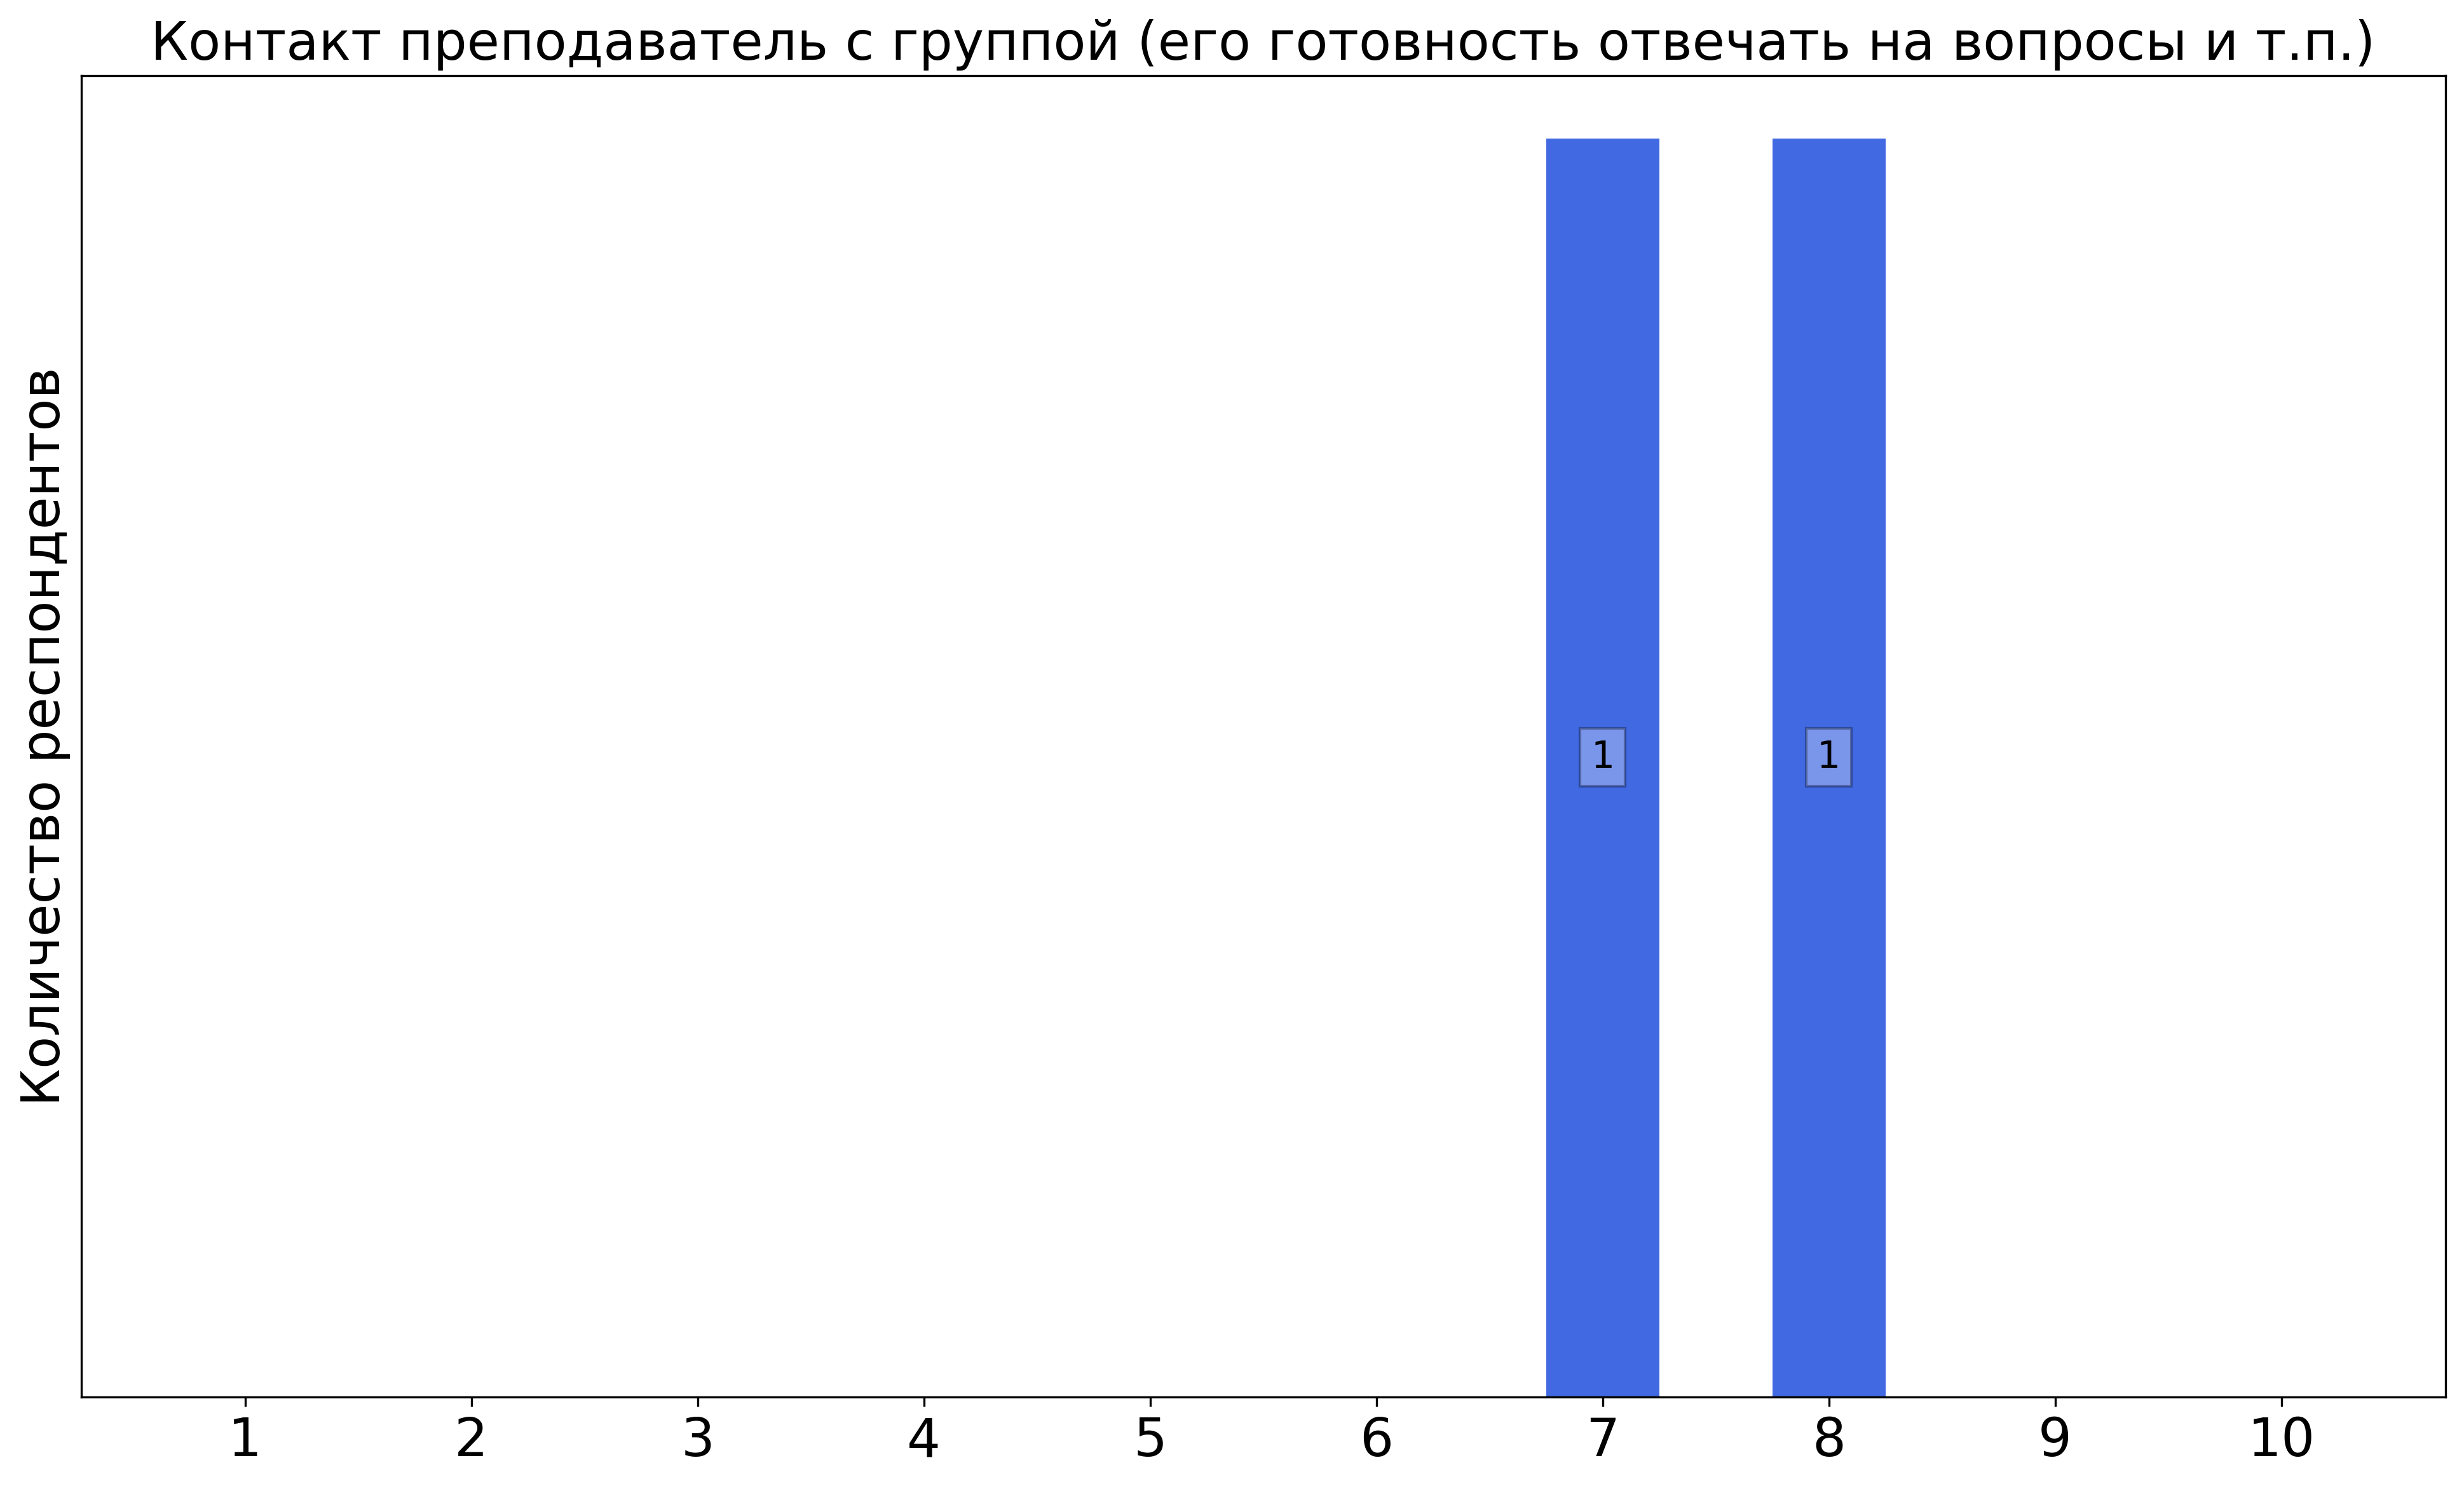 Контакт преподаватель с группой (его готовность отвечать на вопросы и т.п.)
Количество респондентов
1 1
1 2 3 4 5 6 7 8 9 10